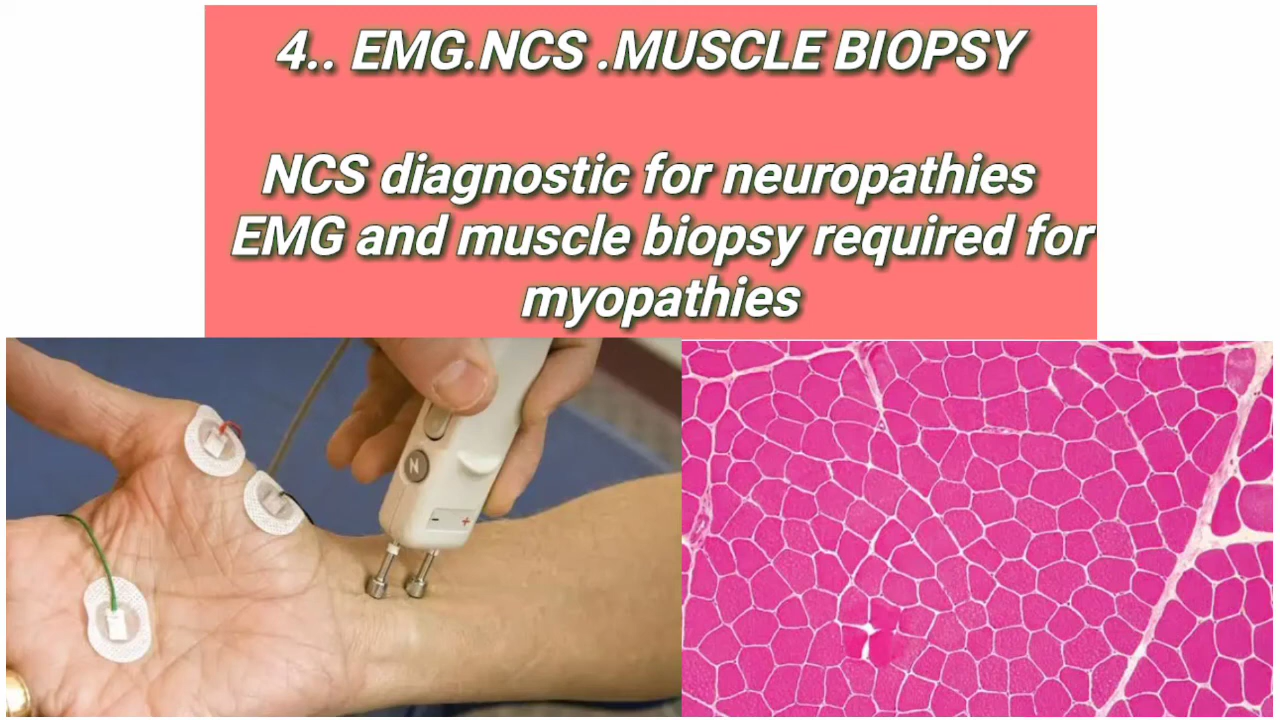 4.. EMG.NCS .MUSCLE BIOPSY
NCS diagnostic for neuropathies
EMG and muscle biopsy required for
myopathies
N
- +